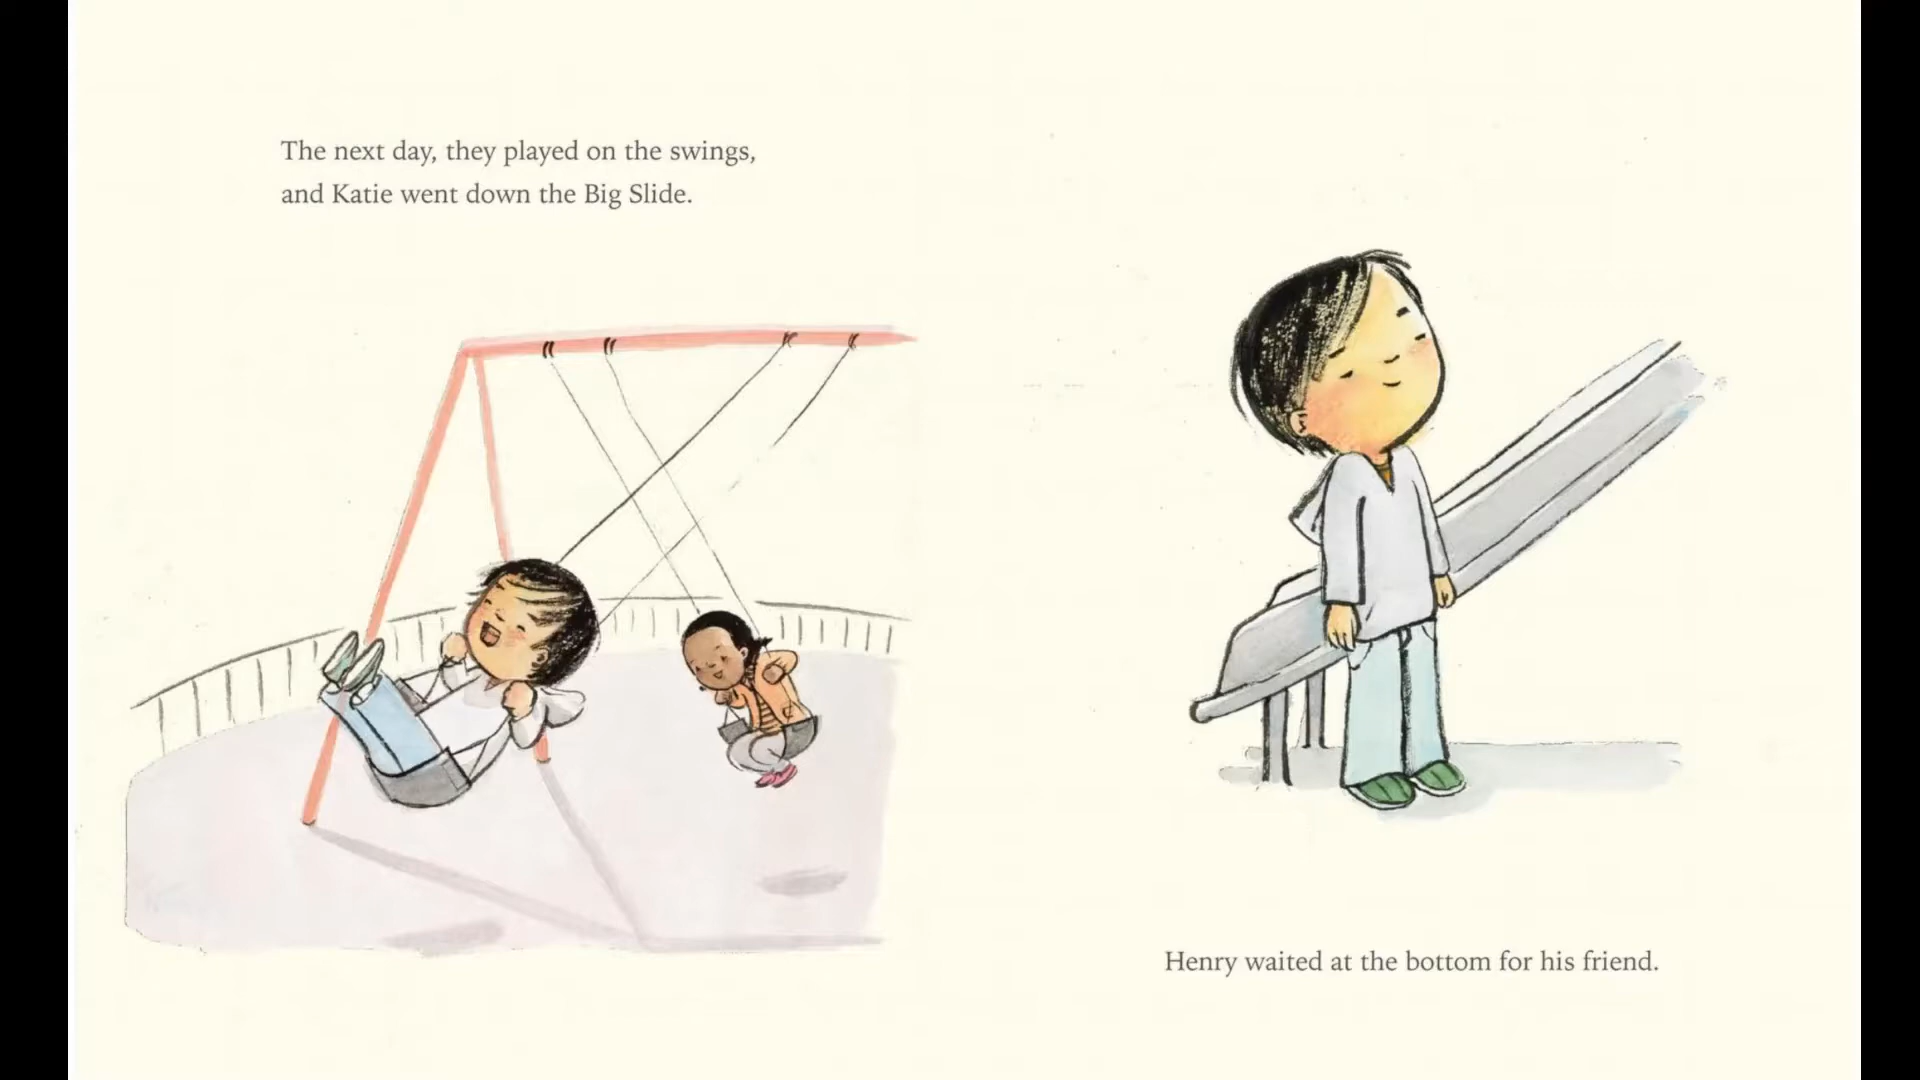 The next day, they played on the swings,
and Katie went down the Big Slide.
Henry waited at the bottom for his friend.